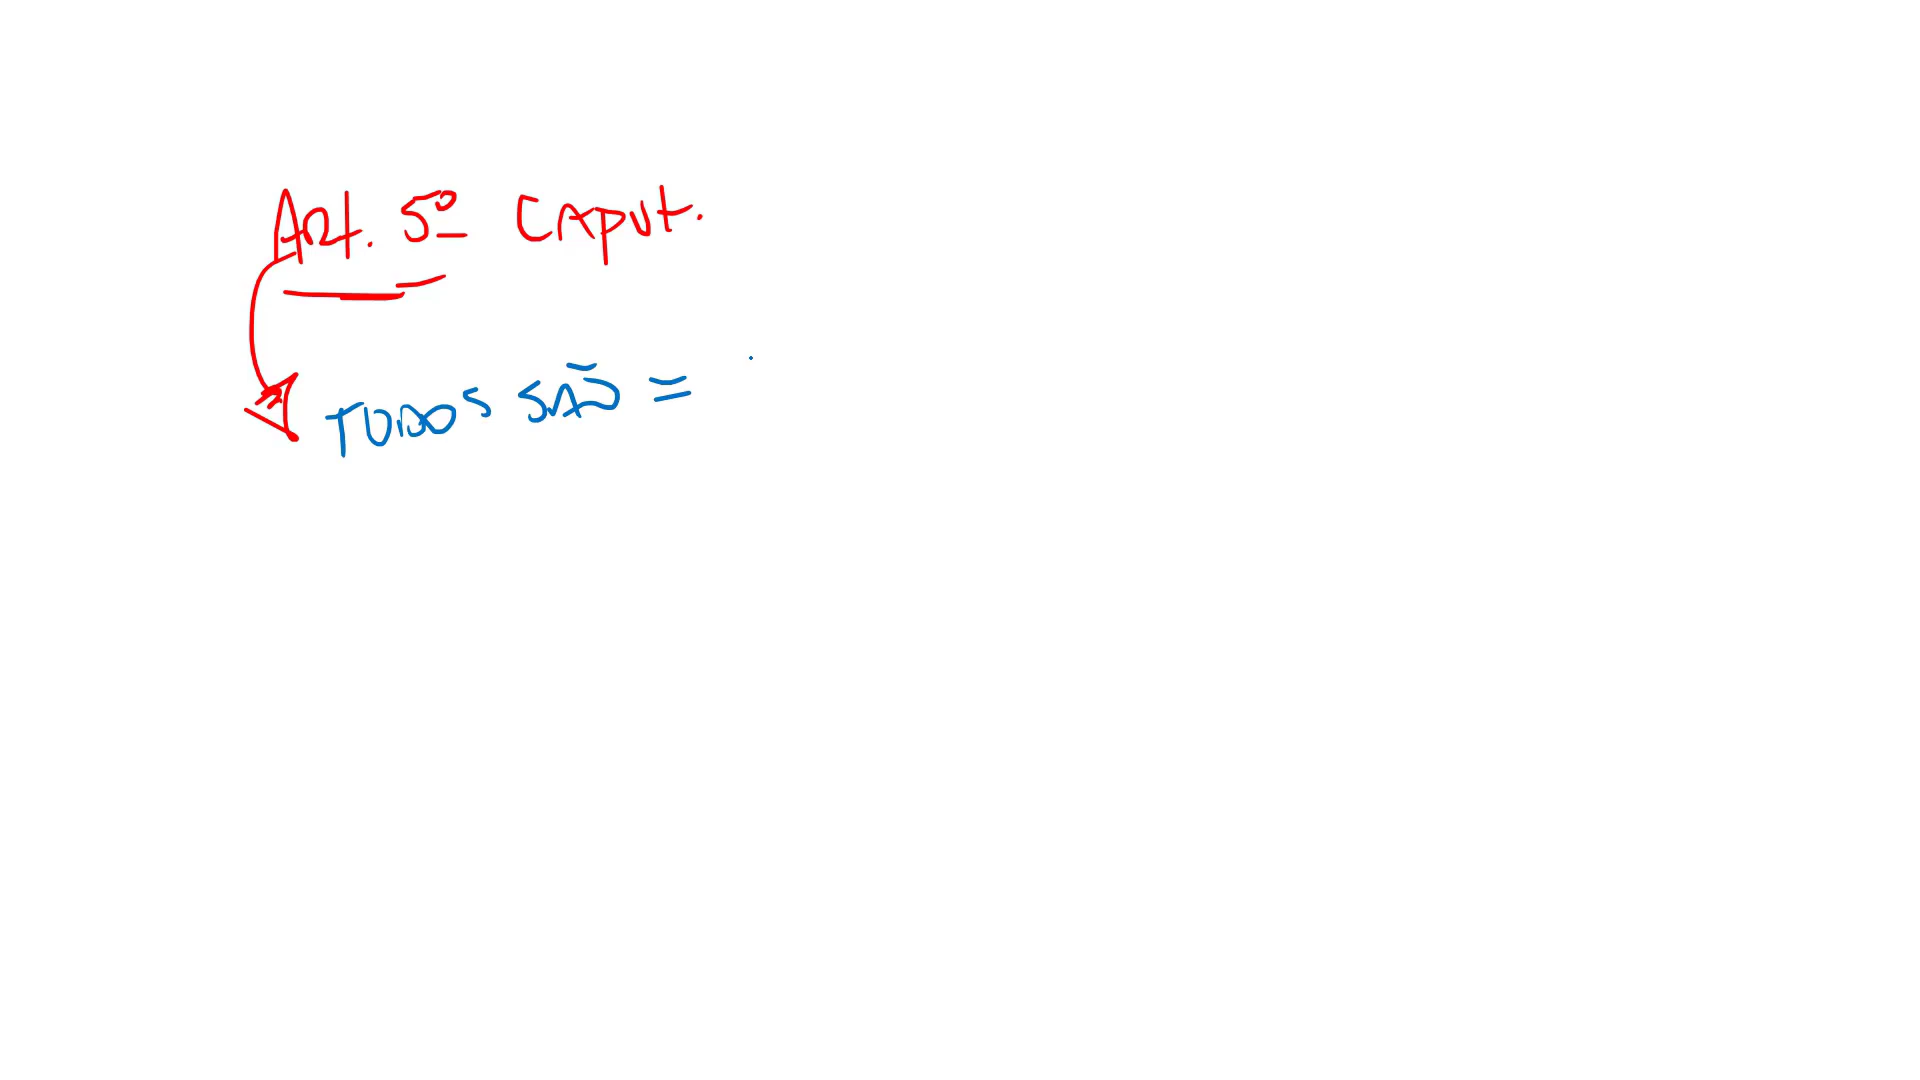 Art. 5º CAPUT.
TODOS SÃO =